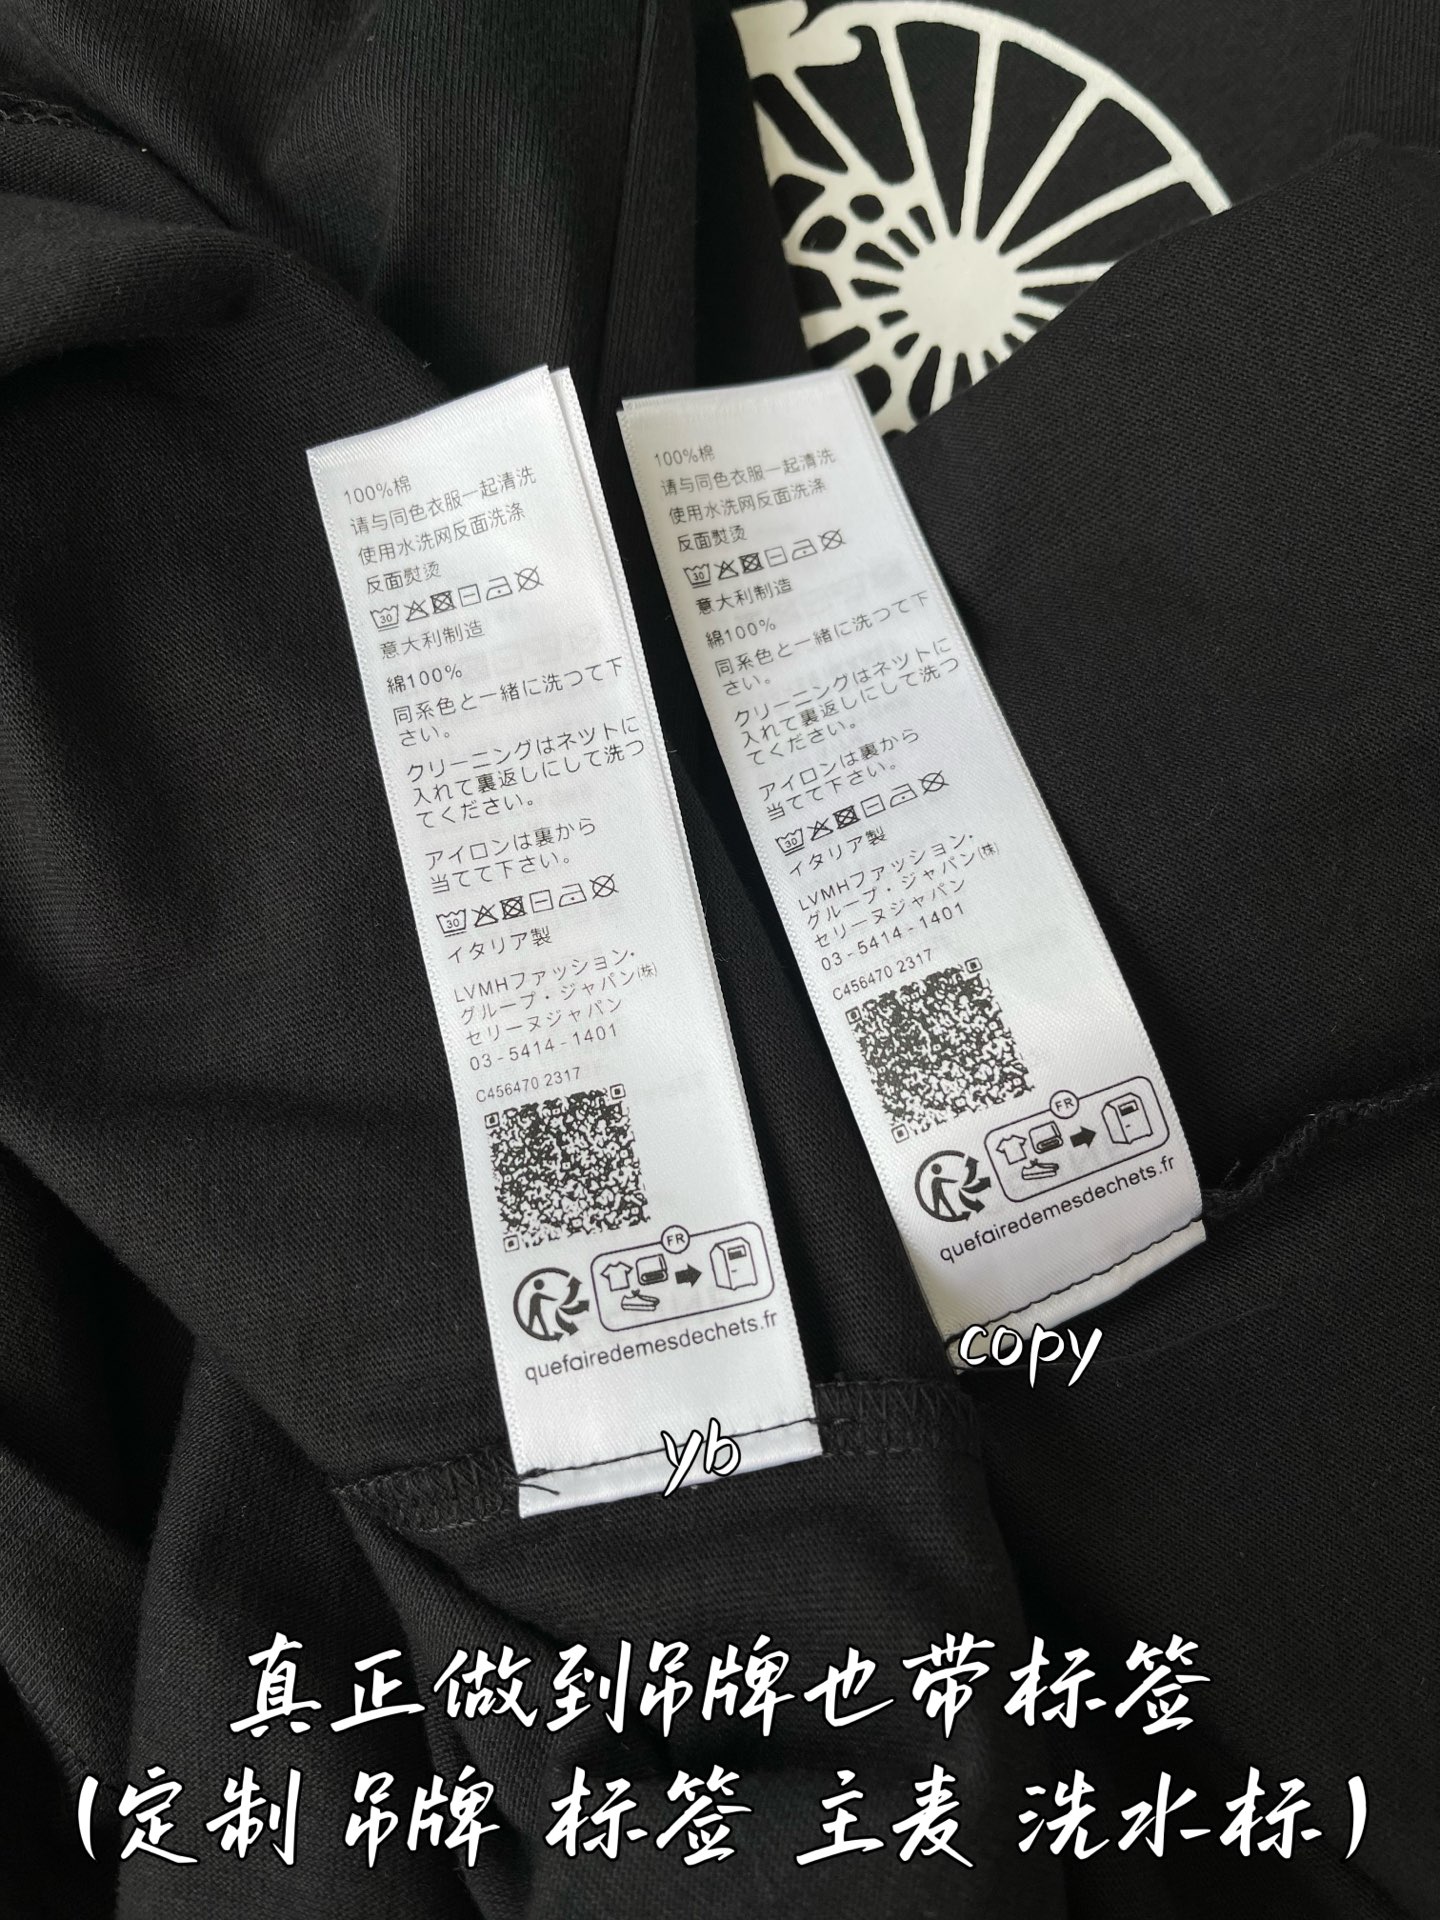 100%棉
请与同色衣服一起清洗
使用水洗网反面洗涤
反面熨烫
30
意大利制造
綿100%
同系色と一緒に洗つて下
さい。
クリーニングはネツトに
入れて裏返しにして洗つ
てください。
アイロンは裏から
当てて下さい。
30
イタリア製
LVMHファッション・
グループ・ジャパン(株)
セリーヌジャパン
03-5414-1401
C456470 2317
FR
quefairedemesdechets.fr
yb
100%棉
请与同色衣服一起清洗
使用水洗网反面洗涤
反面熨烫
30
意大利制造
綿100%
同系色と一緒に洗つて下
さい。
クリーニングはネツトに
入れて裏返しにして洗つ
てください。
アイロンは裏から
当てて下さい。
30
イタリア製
LVMHファッション・
グループ・ジャパン(株)
セリーヌジャパン
03-5414-1401
C456470 2317
FR
quefairedemesdechets.fr
copy
真正做到吊牌也带标签
(定制 吊牌 标签 主麦 洗水标)